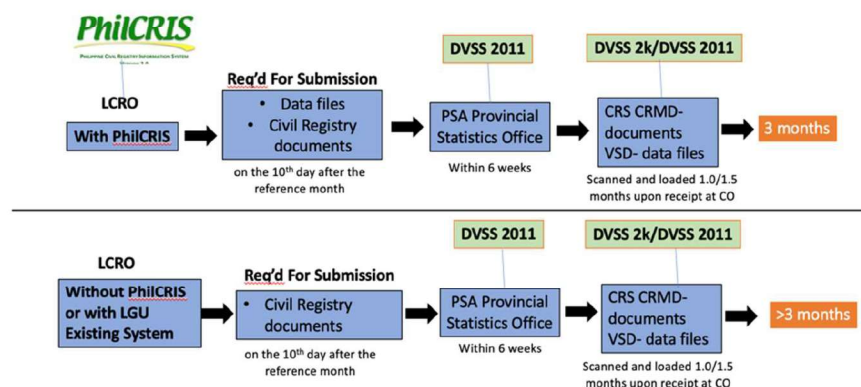 PhilCRIS
PHILIPPINE CIVIL REGISTRY INFORMATION SYSTEM
LCRO
With PhilCRIS
Req'd For Submission
• Data files
• Civil Registry
documents
on the 10th day after the
reference month
DVSS 2011
PSA Provincial
Statistics Office
Within 6 weeks
DVSS 2k/DVSS 2011
CRS CRMD-
documents
VSD- data files
Scanned and loaded 1.0/1.5
months upon receipt at CO
3 months
LCRO
Without PhilCRIS
or with LGU
Existing System
Req'd For Submission
• Civil Registry
documents
on the 10th day after the
reference month
DVSS 2011
PSA Provincial
Statistics Office
Within 6 weeks
DVSS 2k/DVSS 2011
CRS CRMD-
documents
VSD- data files
Scanned and loaded 1.0/1.5
months upon receipt at CO
>3 months